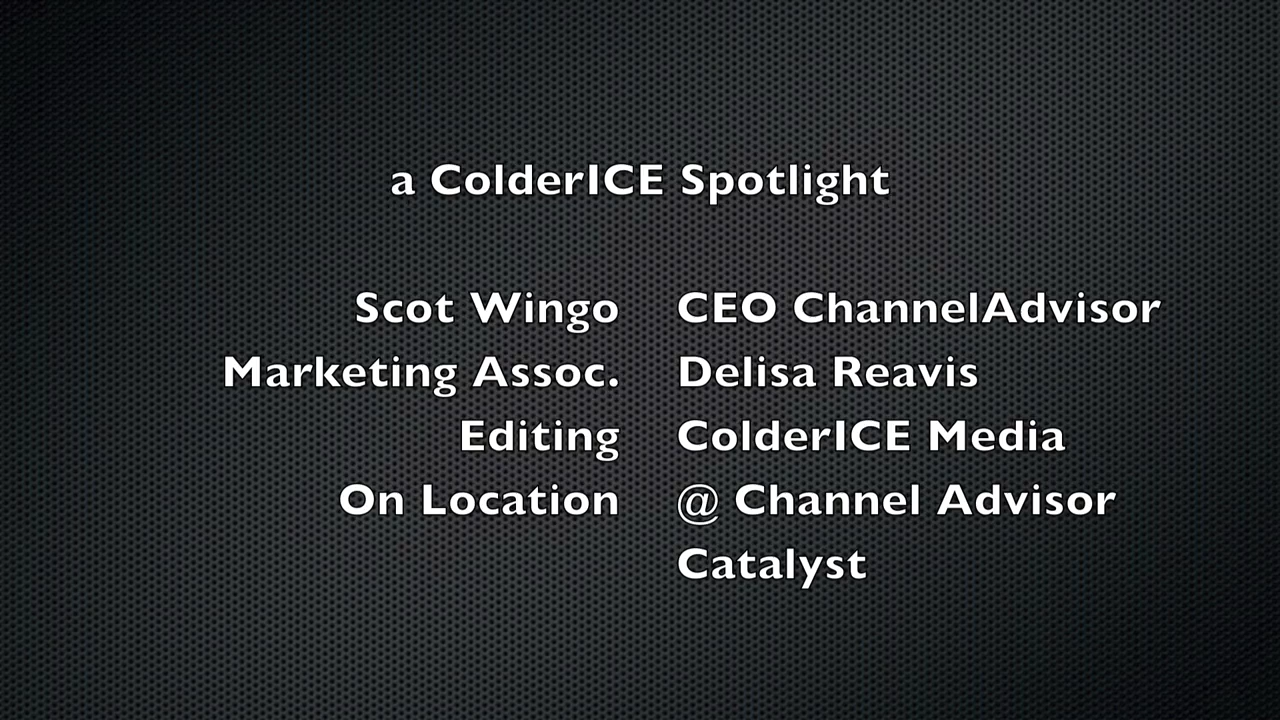 a ColderICE Spotlight
Scot Wingo CEO ChannelAdvisor
Marketing Assoc. Delisa Reavis
Editing ColderICE Media
On Location @ Channel Advisor
Catalyst